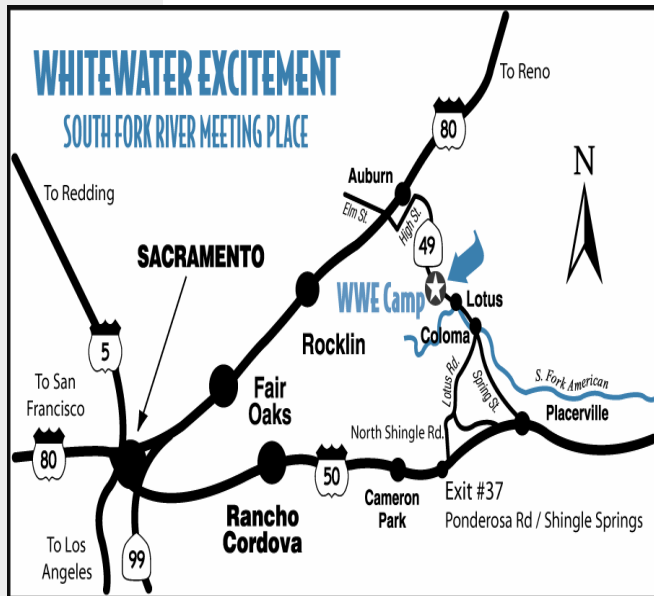 WHITEWATER EXCITEMENT
SOUTH FORK RIVER MEETING PLACE
To Reno
80
N
Auburn
Elm St.
High St.
To Redding
49
SACRAMENTO
WWE Camp
Lotus
Coloma
5
Rocklin
Lotus Rd.
Spring St.
S. Fork American
To San
Francisco
Fair
Oaks
Placerville
North Shingle Rd.
80
50
Cameron
Park
Exit #37
Ponderosa Rd / Shingle Springs
Rancho
Cordova
To Los
Angeles
99